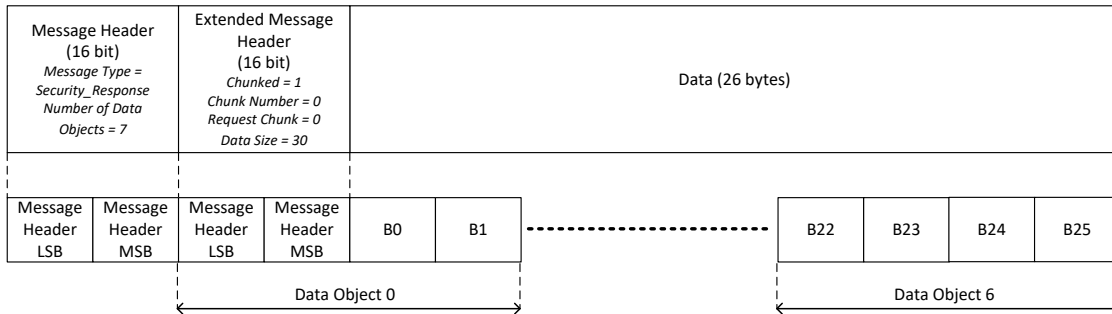 Message Header
(16 bit)
Message Type =
Security_Response
Number of Data
Objects = 7
Extended Message
Header
(16 bit)
Chunked = 1
Chunk Number = 0
Request Chunk = 0
Data Size = 30
Data (26 bytes)
Message
Header
LSB
Message
Header
MSB
Message
Header
LSB
Message
Header
MSB
B0
B1
B22
B23
B24
B25
Data Object 0
Data Object 6